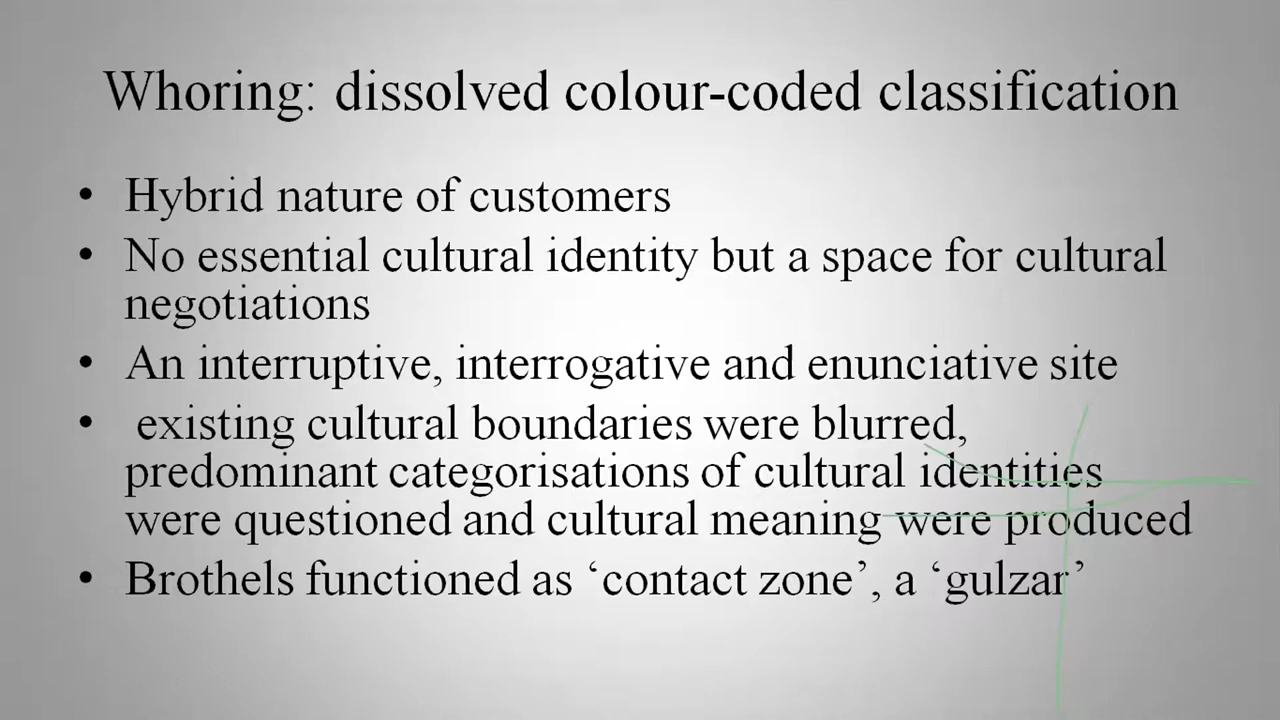 Whoring: dissolved colour-coded classification
• Hybrid nature of customers
• No essential cultural identity but a space for cultural
negotiations
• An interruptive, interrogative and enunciative site
• existing cultural boundaries were blurred,
predominant categorisations of cultural identities
were questioned and cultural meaning were produced
• Brothels functioned as ‘contact zone’, a ‘gulzar’